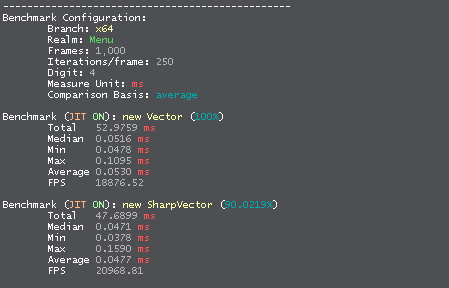 --------------------------------------------------
Benchmark Configuration:
Branch: x64
Realm: Menu
Frames: 1,000
Iterations/frame: 250
Digit: 4
Measure Unit: ms
Comparison Basis: average
Benchmark (JIT ON): new Vector (100%)
Total 52.9759 ms
Median 0.0516 ms
Min 0.0478 ms
Max 0.1095 ms
Average 0.0530 ms
FPS 18876.52
Benchmark (JIT ON): new SharpVector (90.0219%)
Total 47.6899 ms
Median 0.0471 ms
Min 0.0378 ms
Max 0.1590 ms
Average 0.0477 ms
FPS 20968.81